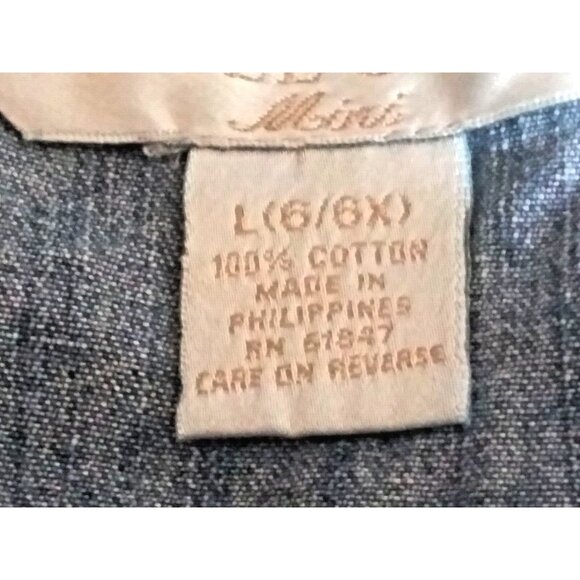 Mini
L(6/6X)
100% COTTON
MADE IN
PHILIPPINES
RN 61847
CARE ON REVERSE